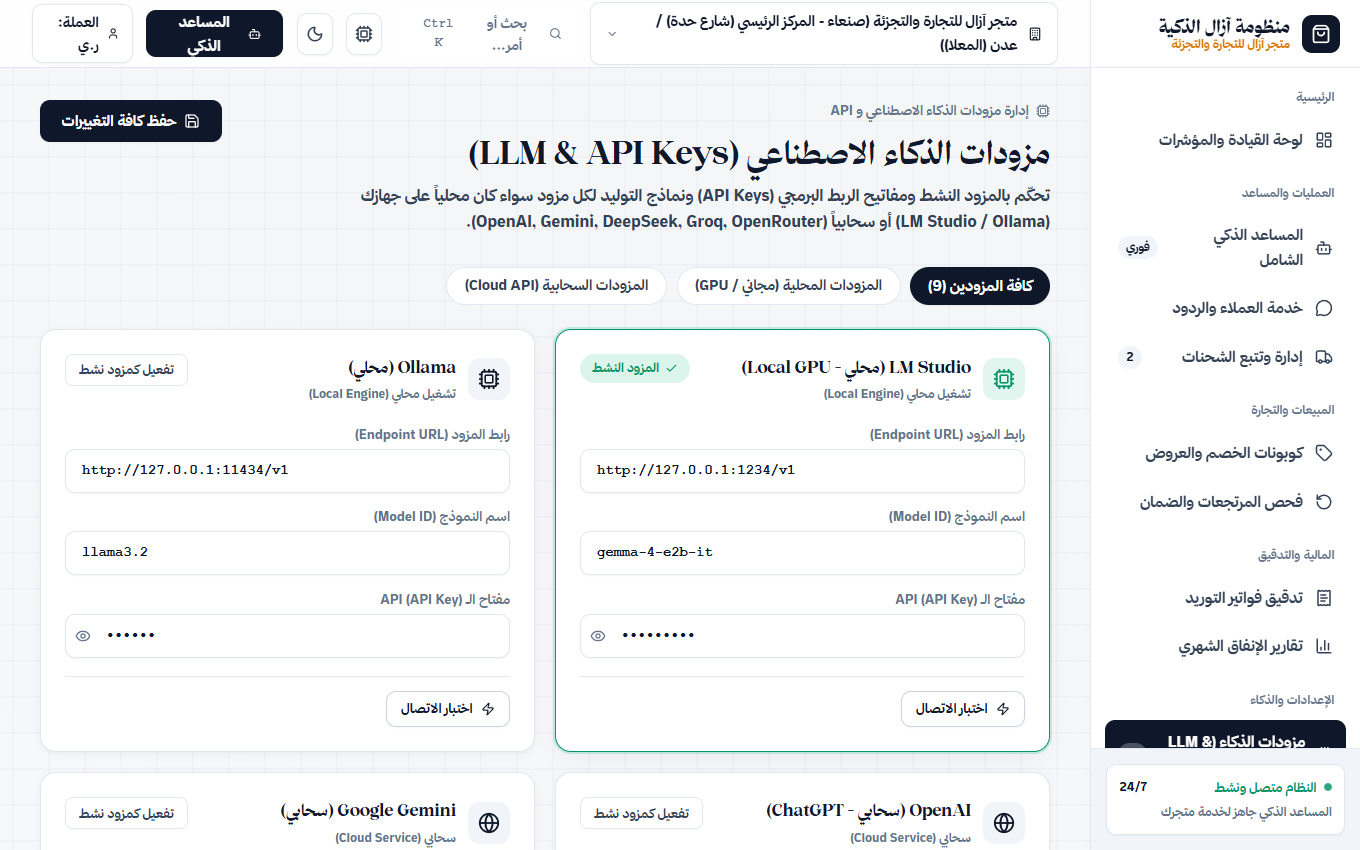 منظومة آزال الذكية
متجر آزال للتجارة والتجزئة
متجر آزال للتجارة والتجزئة (صنعاء - المركز الرئيسي (شارع حدة) /
عدن (المعلا))
بحث أو
أمر...
Ctrl
K
المساعد
الذكي
العملة:
ر.ي
الرئيسية
لوحة القيادة والمؤشرات
العمليات والمساعد
المساعد الذكي
الشامل
فوري
خدمة العملاء والردود
إدارة وتتبع الشحنات
2
المبيعات والتجارة
كوبونات الخصم والعروض
فحص المرتجعات والضمان
المالية والتدقيق
تدقيق فواتير التوريد
تقارير الإنفاق الشهري
الإعدادات والذكاء
مزودات الذكاء (LLM &
النظام متصل ونشط
24/7
المساعد الذكي جاهز لخدمة متجرك
إدارة مزودات الذكاء الاصطناعي و API
مزودات الذكاء الاصطناعي (LLM & API Keys)
تحكّم بالمزود النشط ومفاتيح الربط البرمجي (API Keys) ونماذج التوليد لكل مزود سواء كان محلياً على جهازك
(LM Studio / Ollama) أو سحابياً (OpenAI, Gemini, DeepSeek, Groq, OpenRouter).
حفظ كافة التغييرات
كافة المزودين (9)
المزودات المحلية (مجاني / GPU)
المزودات السحابية (Cloud API)
LM Studio (محلي - Local GPU)
تشغيل محلي (Local Engine)
المزود النشط
رابط المزود (Endpoint URL)
http://127.0.0.1:1234/v1
اسم النموذج (Model ID)
gemma-4-e2b-it
مفتاح الـ API (API Key)
•••••••••
اختبار الاتصال
Ollama (محلي)
تشغيل محلي (Local Engine)
تفعيل كمزود نشط
رابط المزود (Endpoint URL)
http://127.0.0.1:11434/v1
اسم النموذج (Model ID)
llama3.2
مفتاح الـ API (API Key)
••••••
اختبار الاتصال
OpenAI (سحابي - ChatGPT)
سحابي (Cloud Service)
تفعيل كمزود نشط
Google Gemini (سحابي)
سحابي (Cloud Service)
تفعيل كمزود نشط